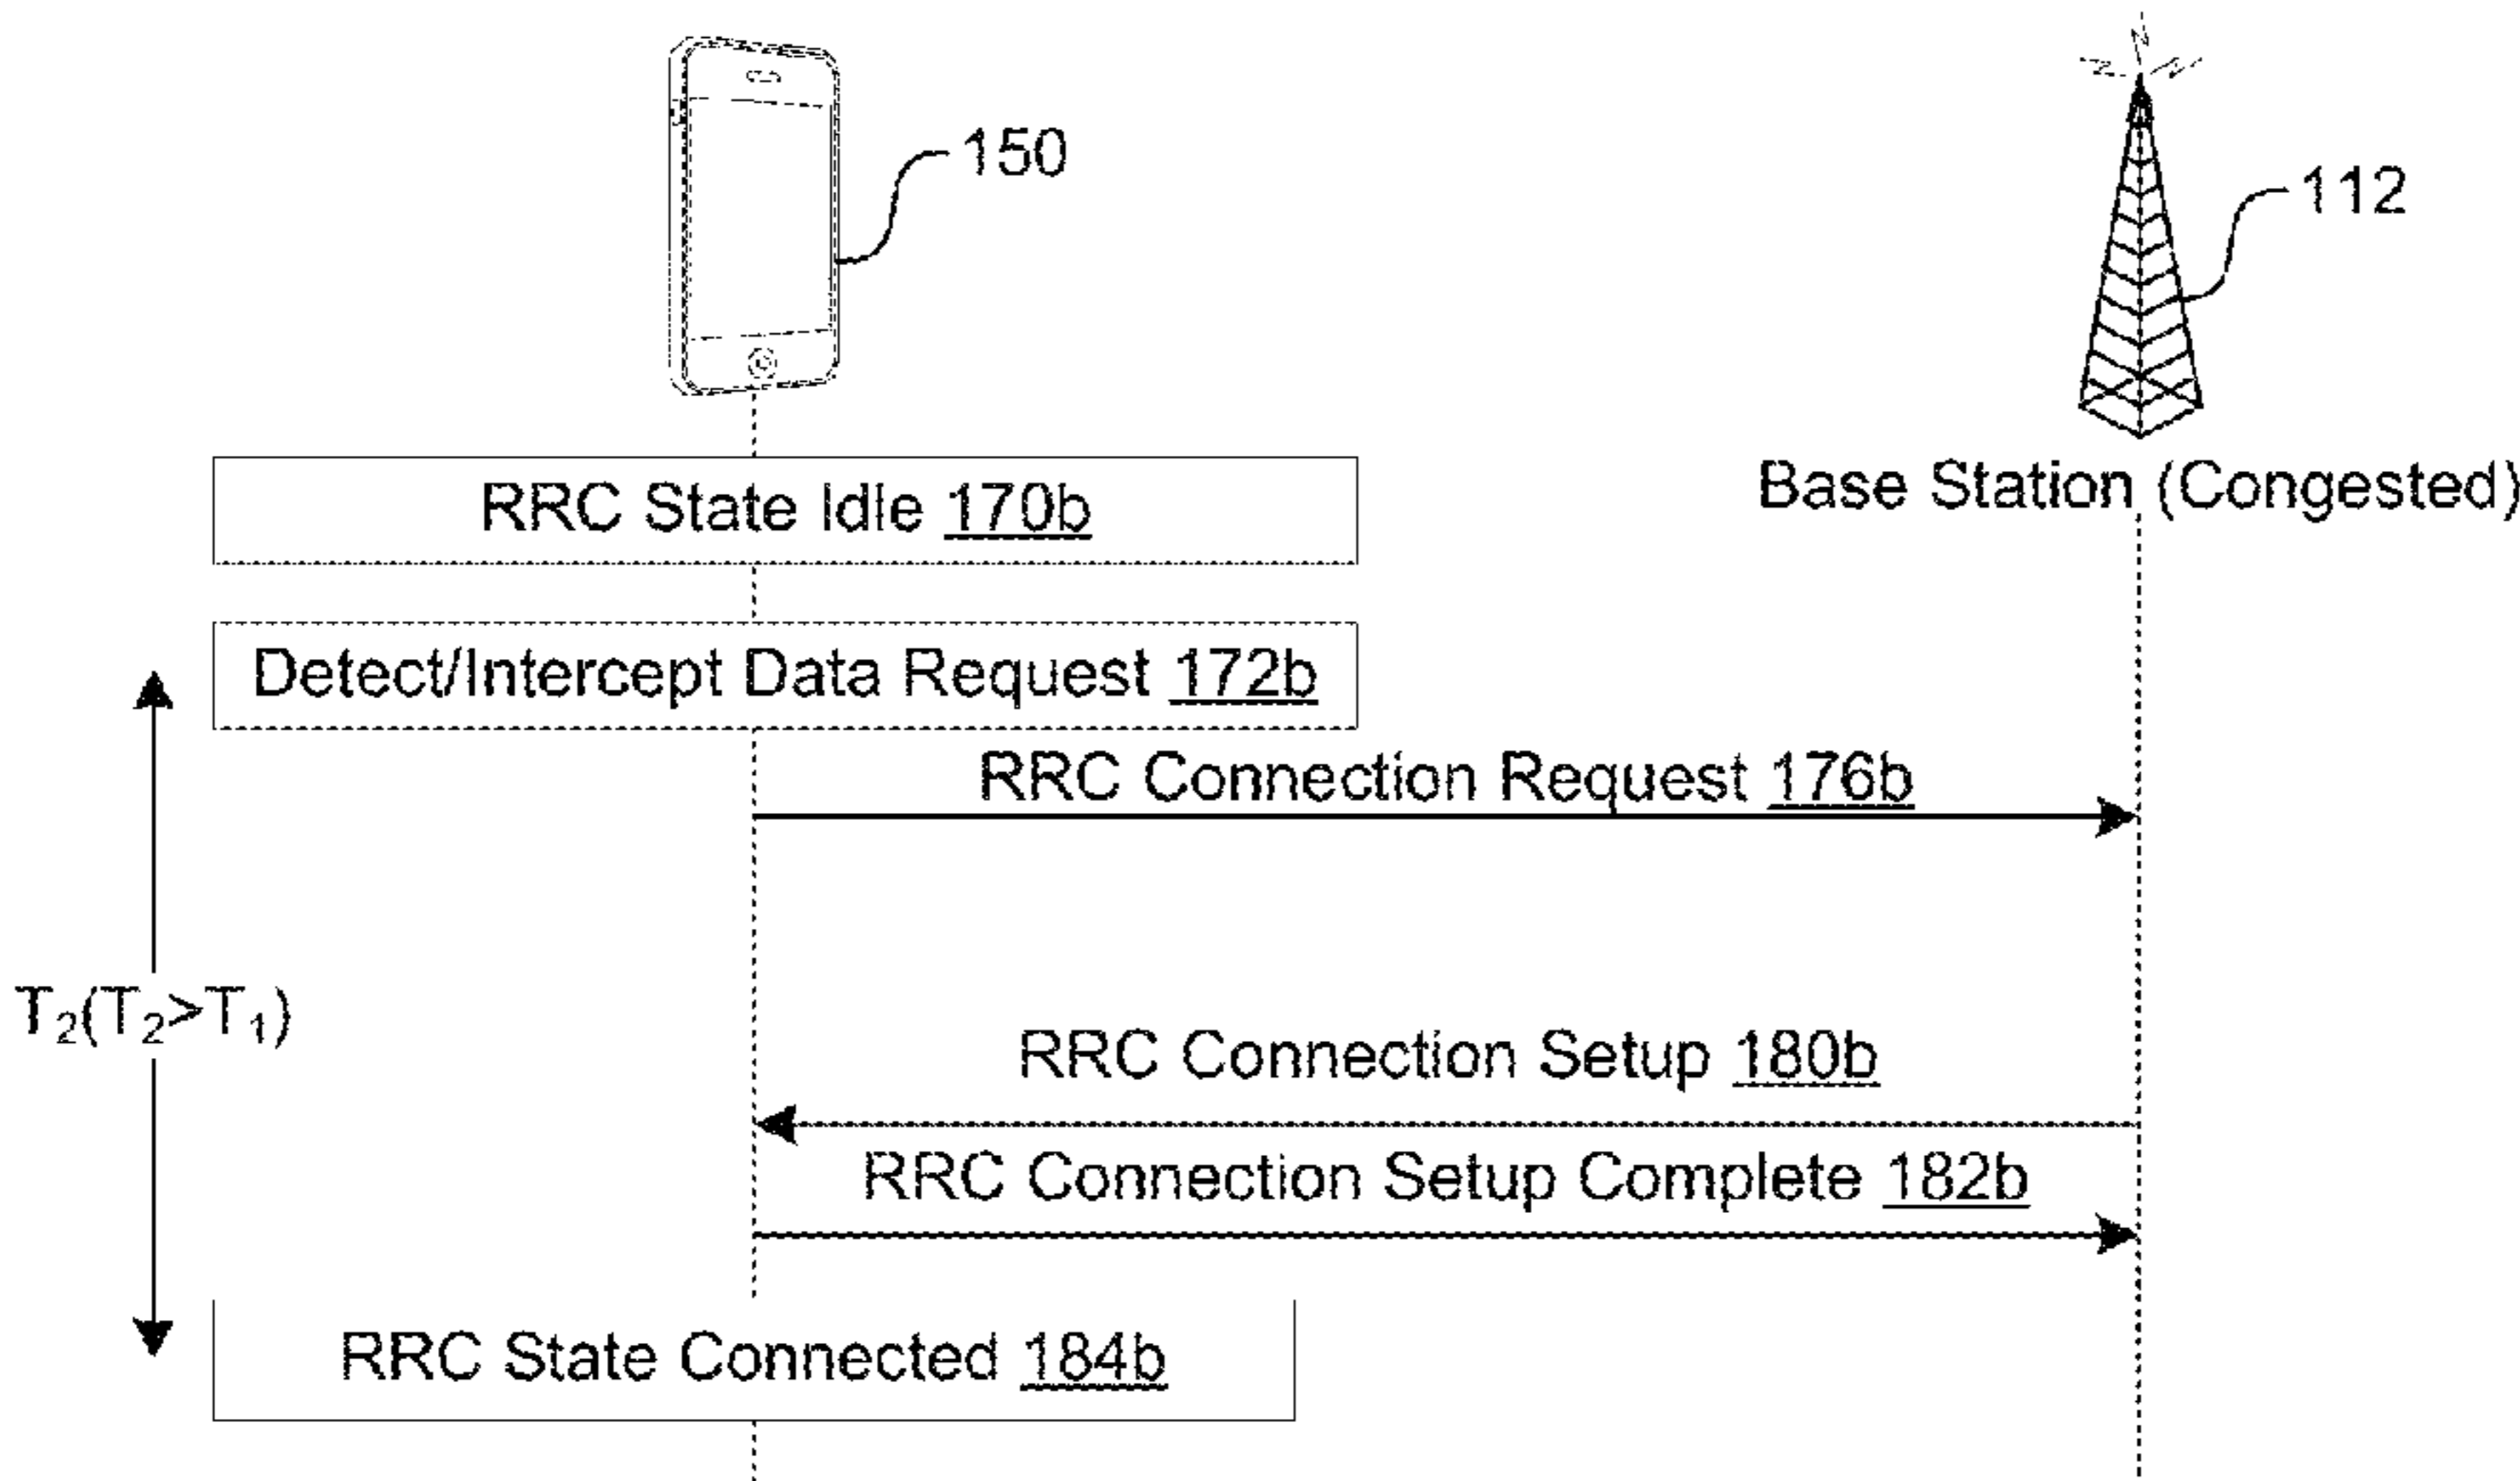 150
112
Base Station (Congested)
RRC State Idle 170b
Detect/Intercept Data Request 172b
RRC Connection Request 176b
T₂(T₂>T₁)
RRC Connection Setup 180b
RRC Connection Setup Complete 182b
RRC State Connected 184b